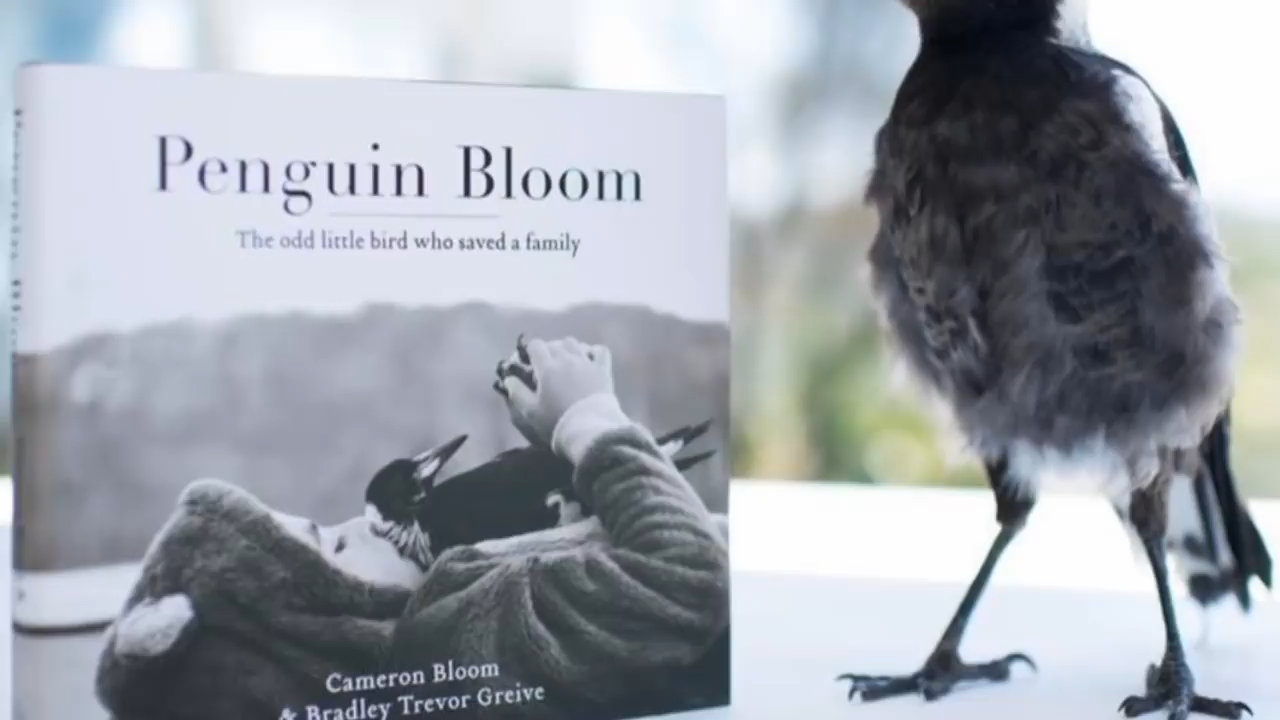 Penguin Bloom
The odd little bird who saved a family
Cameron Bloom
& Bradley Trevor Greive